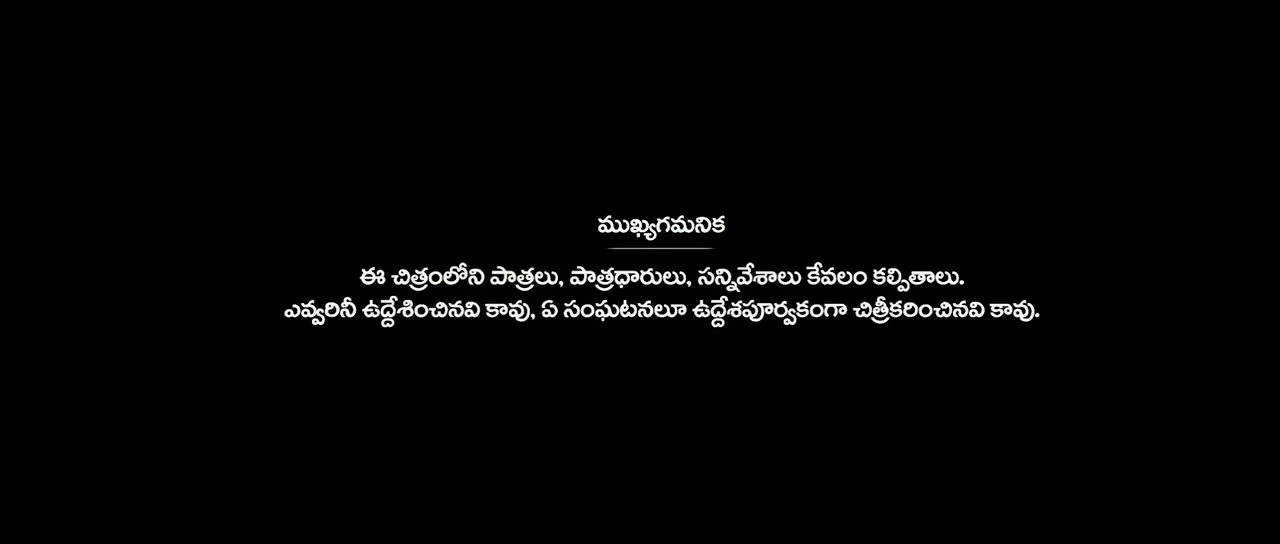 ముఖ్యగమనిక
ఈ చిత్రంలోని పాత్రలు, పాత్రధారులు, సన్నివేశాలు కేవలం కల్పితాలు.
ఎవ్వరినీ ఉద్దేశించినవి కావు, ఏ సంఘటనలూ ఉద్దేశపూర్వకంగా చిత్రీకరించినవి కావు.